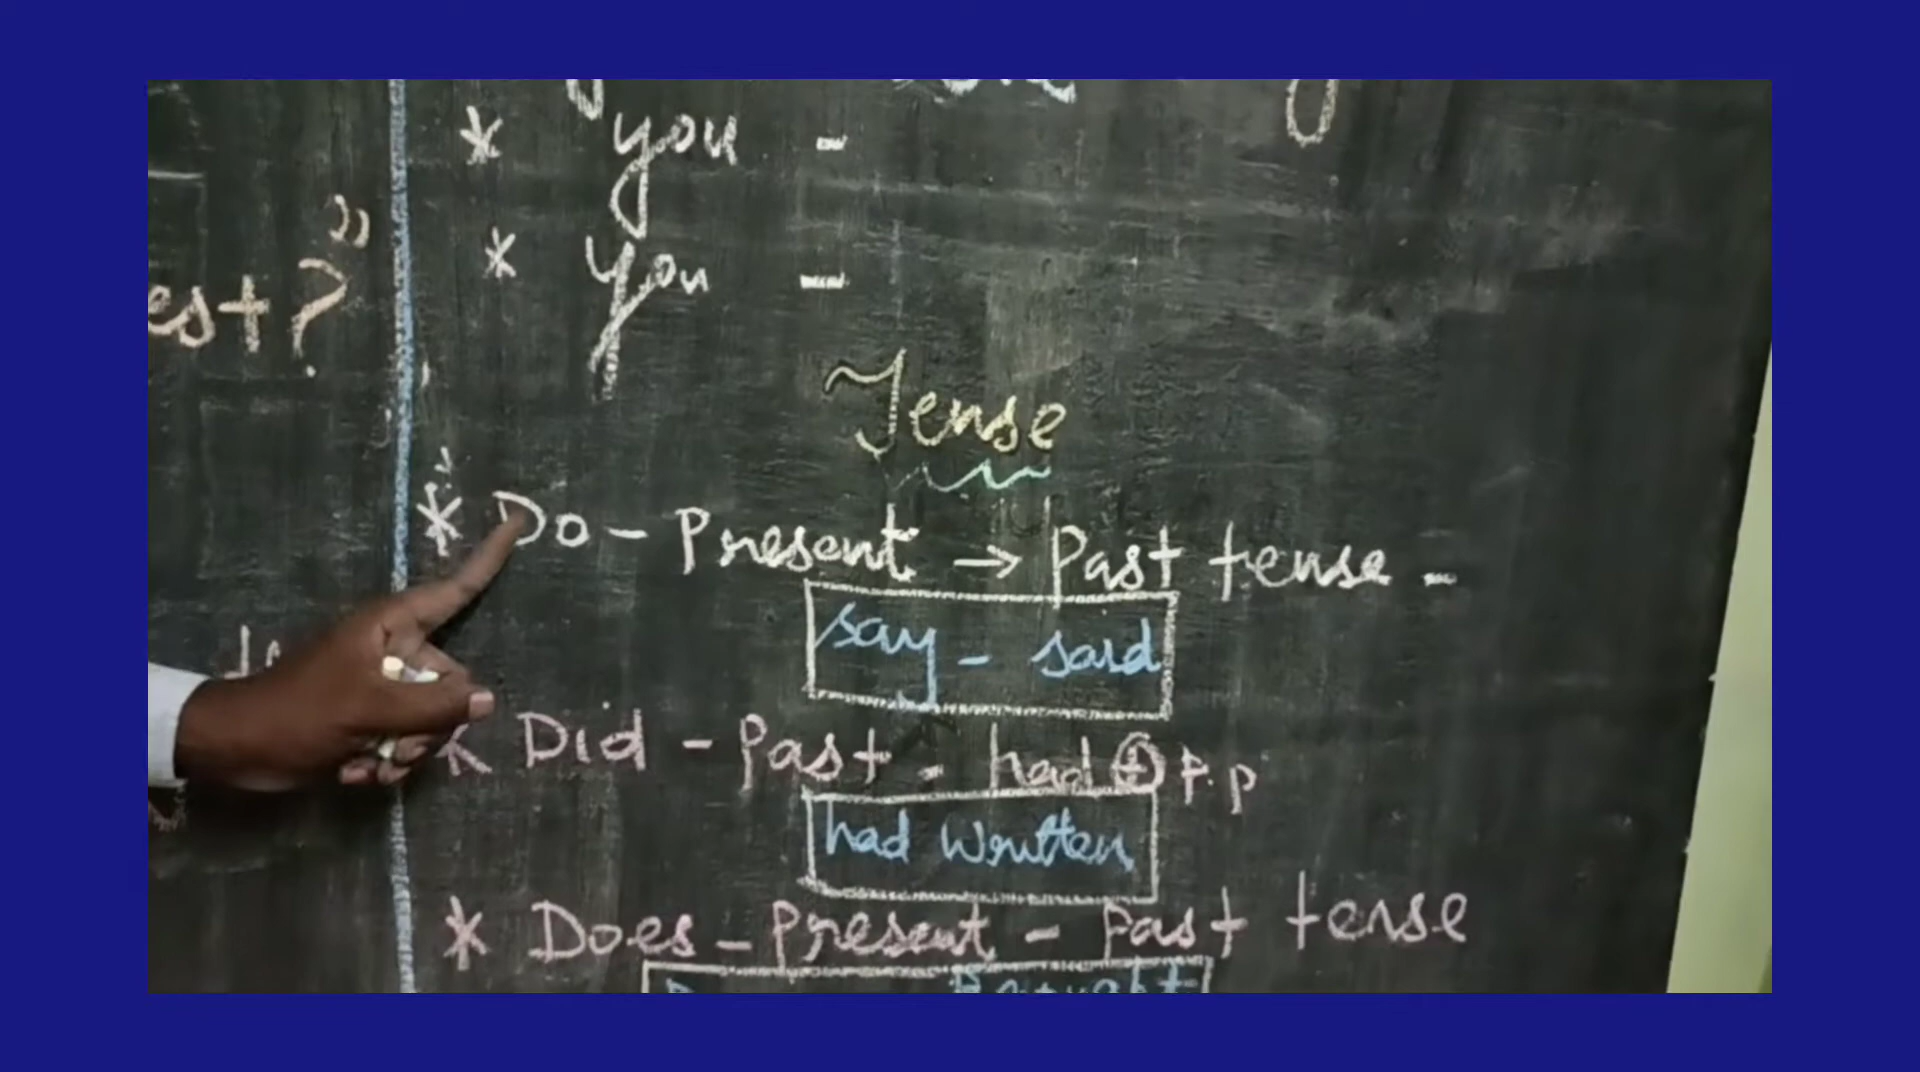 * you -
* you -
est?"
Tense
* Do - Present → Past tense -
say - said
* Did - Past - had + P.P
had written
* Does - Present - Past tense